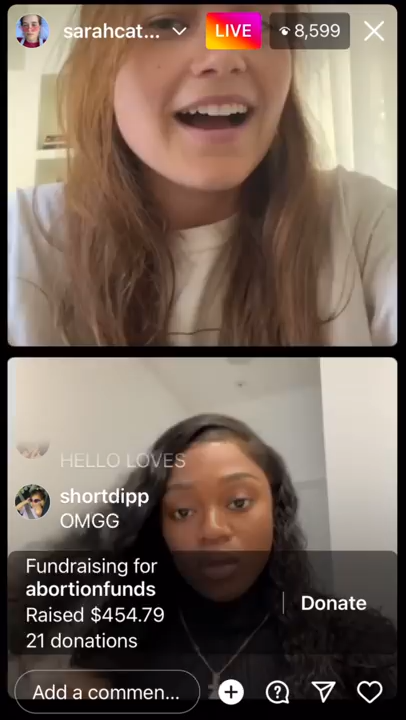 sarahcat...
LIVE
8,599
HELLO LOVES
shortdipp
OMGG
Fundraising for
abortionfunds
Raised $454.79
21 donations
Donate
Add a commen...